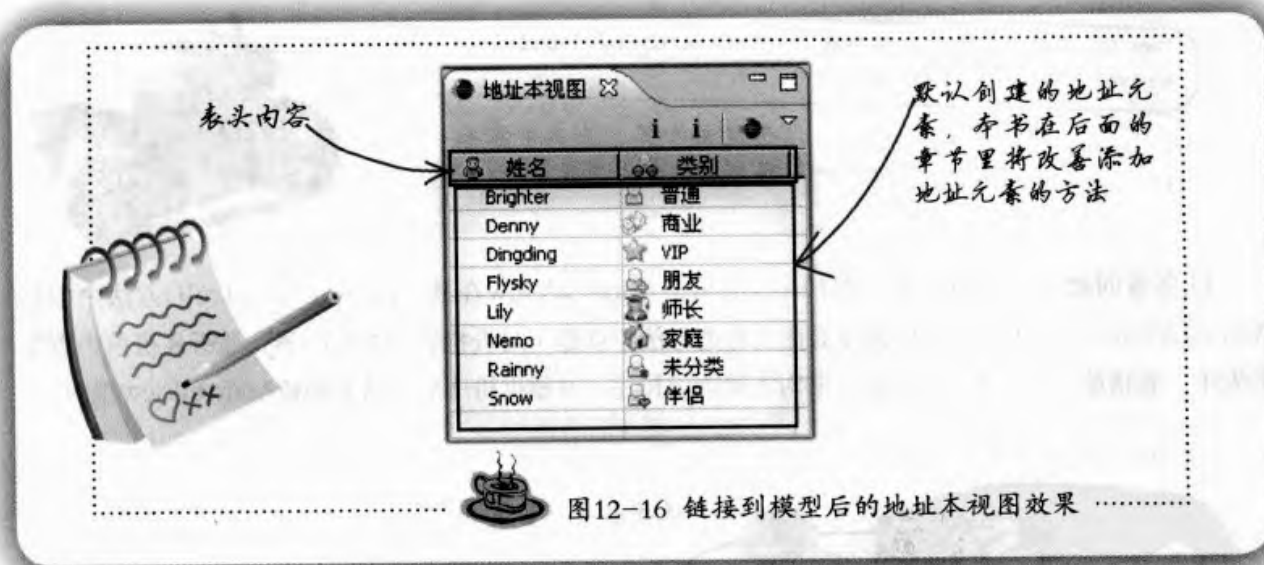 地址本视图
表头内容
姓名 类别
Brighter 普通
Denny 商业
Dingding VIP
Flysky 朋友
Lily 师长
Nemo 家庭
Rainny 未分类
Snow 伴侣
默认创建的地址元
素，本书在后面的
章节里将改善添加
地址元素的方法
图12-16 链接到模型后的地址本视图效果